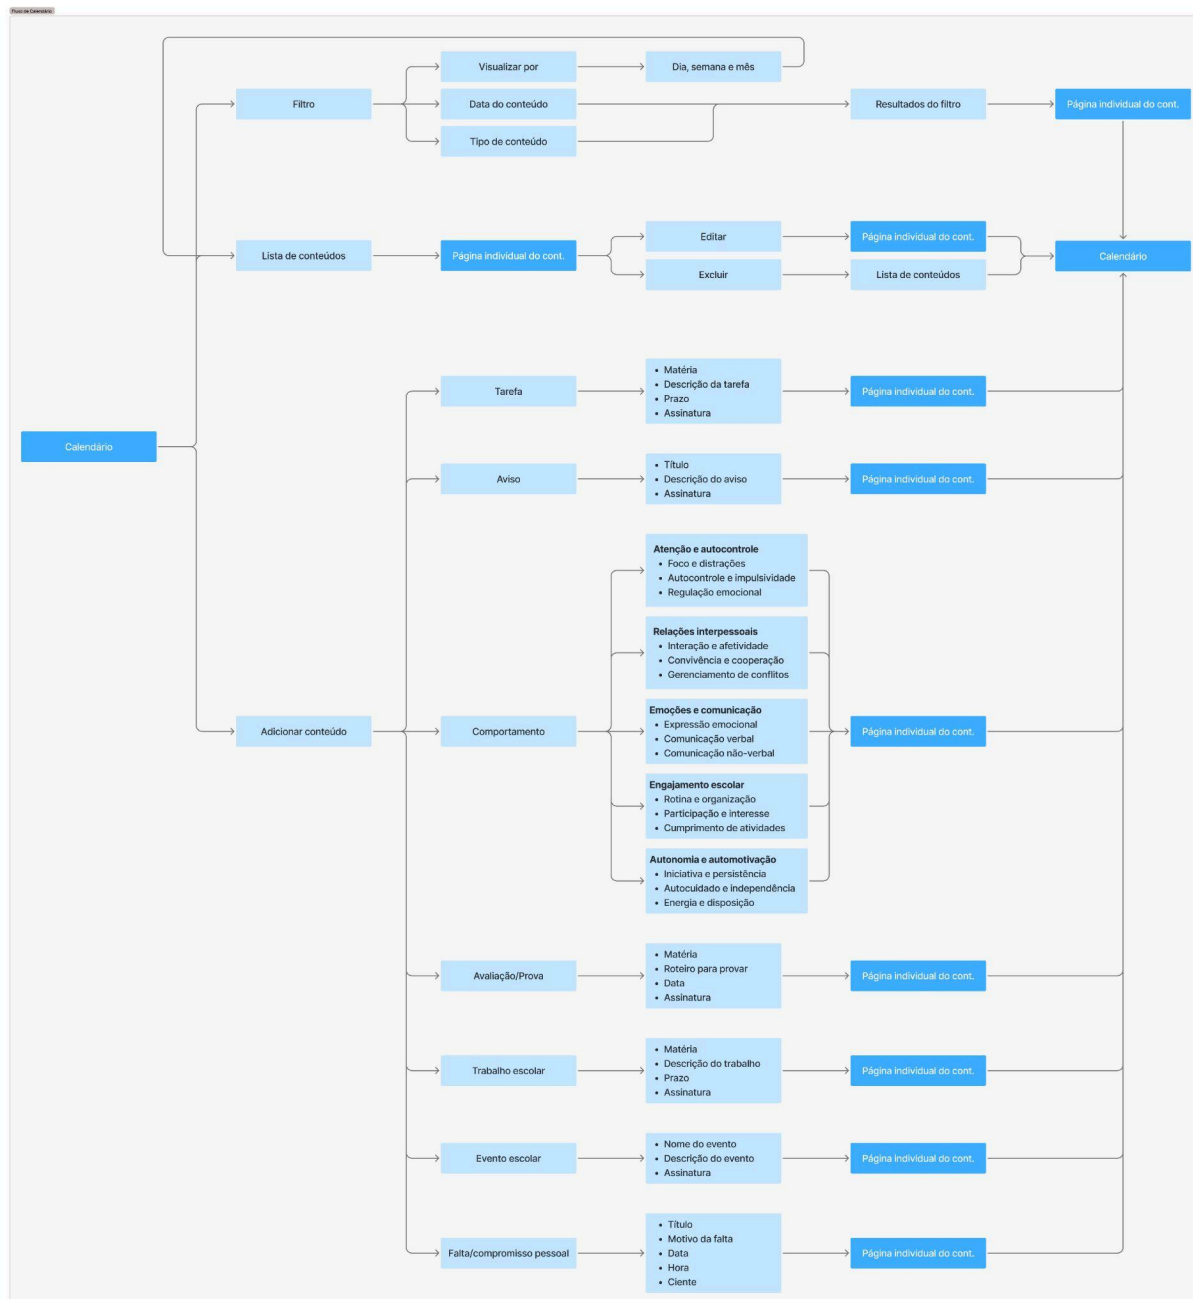 Fluxo de Calendário
Visualizar por
Dia, semana e mês
Filtro
Data do conteúdo
Resultados do filtro
Página individual do cont.
Tipo de conteúdo
Lista de conteúdos
Página individual do cont.
Editar
Página individual do cont.
Excluir
Lista de conteúdos
Calendário
Calendário
Tarefa
• Matéria
• Descrição da tarefa
• Prazo
• Assinatura
Página individual do cont.
Aviso
• Título
• Descrição do aviso
• Assinatura
Página individual do cont.
Adicionar conteúdo
Comportamento
Atenção e autocontrole
• Foco e distrações
• Autocontrole e impulsividade
• Regulação emocional
Relações interpessoais
• Interação e afetividade
• Convivência e cooperação
• Gerenciamento de conflitos
Emoções e comunicação
• Expressão emocional
• Comunicação verbal
• Comunicação não-verbal
Engajamento escolar
• Rotina e organização
• Participação e interesse
• Cumprimento de atividades
Autonomia e automotivação
• Iniciativa e persistência
• Autocuidado e independência
• Energia e disposição
Página individual do cont.
Avaliação/Prova
• Matéria
• Roteiro para provar
• Data
• Assinatura
Página individual do cont.
Trabalho escolar
• Matéria
• Descrição do trabalho
• Prazo
• Assinatura
Página individual do cont.
Evento escolar
• Nome do evento
• Descrição do evento
• Assinatura
Página individual do cont.
Falta/compromisso pessoal
• Título
• Motivo da falta
• Data
• Hora
• Ciente
Página individual do cont.